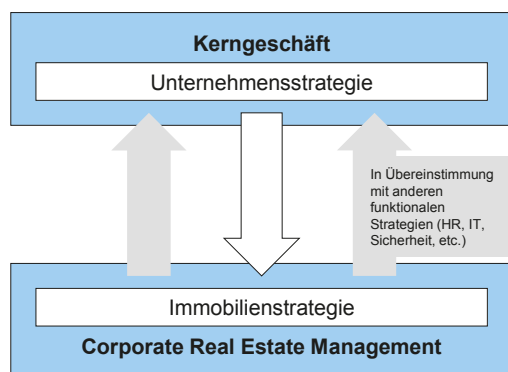 Kerngeschäft
Unternehmensstrategie
In Übereinstimmung
mit anderen
funktionalen
Strategien (HR, IT,
Sicherheit, etc.)
Immobilienstrategie
Corporate Real Estate Management